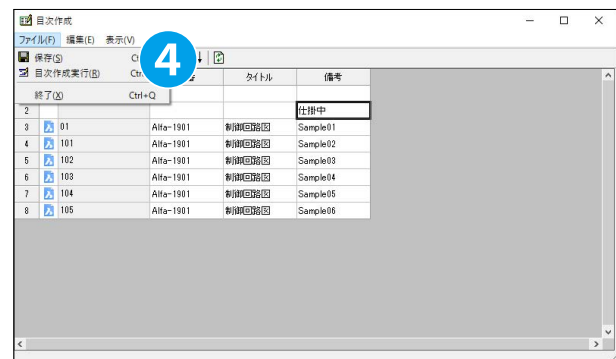 目次作成
ファイル(F) 編集(E) 表示(V)
保存(S)
4
目次作成実行(R)
終了(X) Ctrl+Q
タイトル 備考
2 仕掛中
3 01 Alfa-1901 制御回路図 Sample01
4 101 Alfa-1901 制御回路図 Sample02
5 102 Alfa-1901 制御回路図 Sample03
6 103 Alfa-1901 制御回路図 Sample04
7 104 Alfa-1901 制御回路図 Sample05
8 105 Alfa-1901 制御回路図 Sample06